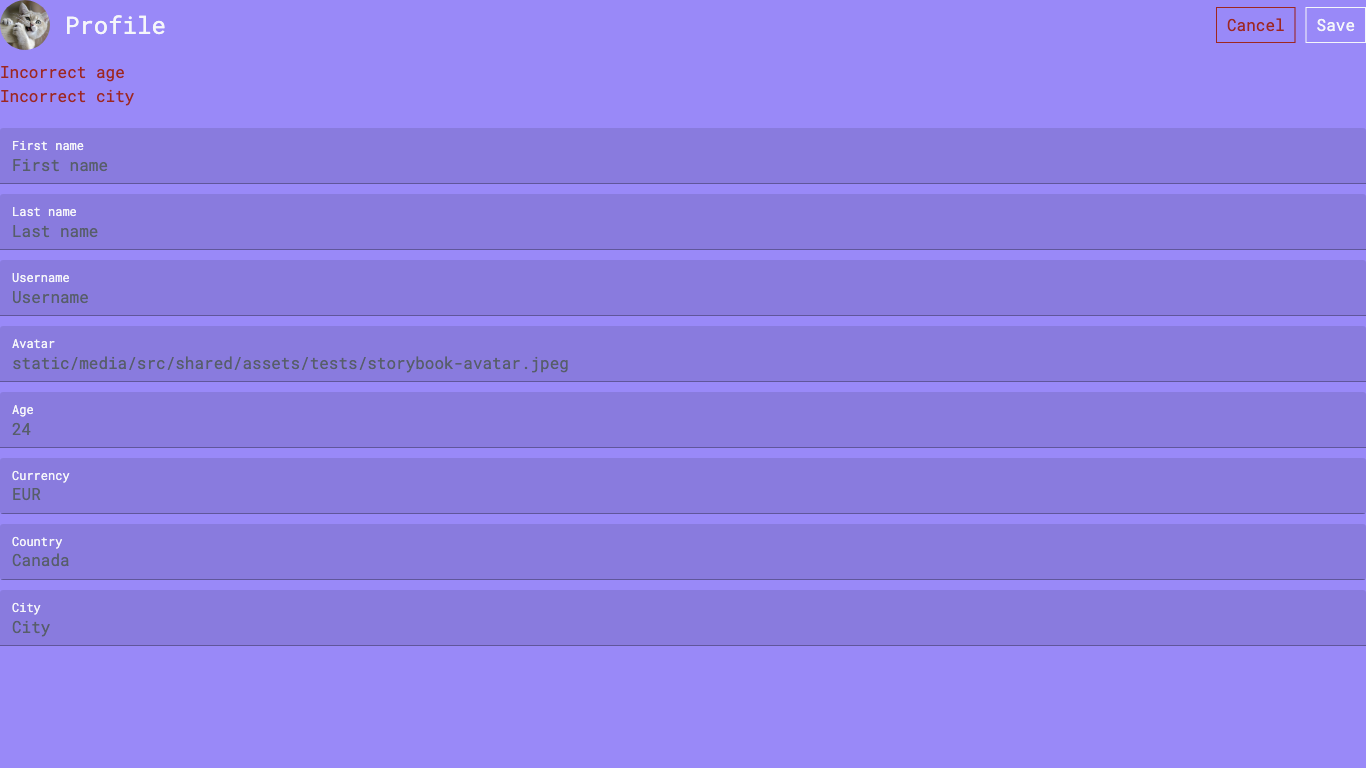 Profile
Cancel
Save
Incorrect age
Incorrect city
First name
First name
Last name
Last name
Username
Username
Avatar
static/media/src/shared/assets/tests/storybook-avatar.jpeg
Age
24
Currency
EUR
Country
Canada
City
City